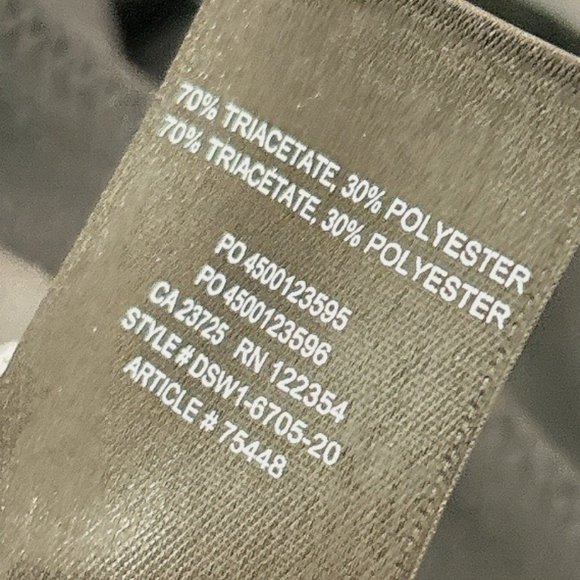 70% TRIACETATE, 30% POLYESTER
70% TRIACÉTATE, 30% POLYESTER
PO 4500123595
PO 4500123596
CA 23725 RN 122354
STYLE # DSW1-6705-20
ARTICLE # 75448